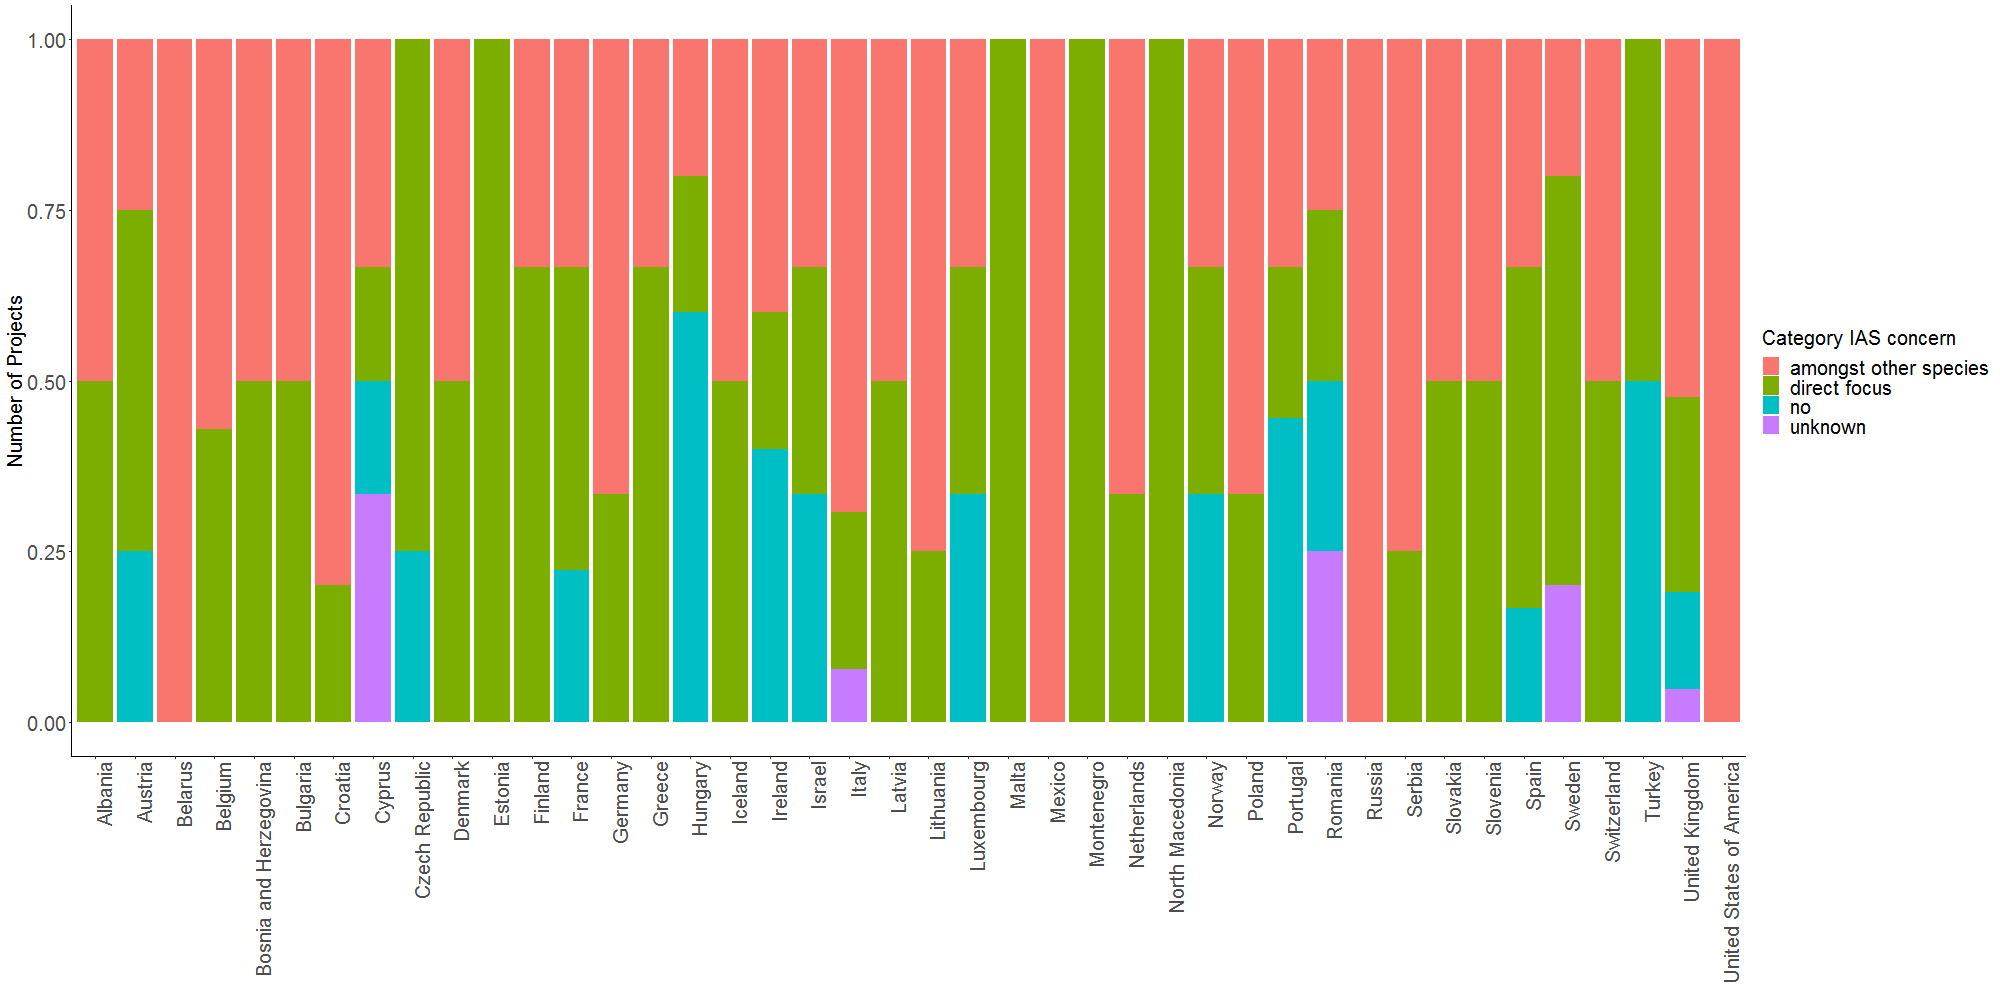 Number of Projects
1.00
0.75
0.50
0.25
0.00
Albania
Austria
Belarus
Belgium
Bosnia and Herzegovina
Bulgaria
Croatia
Cyprus
Czech Republic
Denmark
Estonia
Finland
France
Germany
Greece
Hungary
Iceland
Ireland
Israel
Italy
Latvia
Lithuania
Luxembourg
Malta
Mexico
Montenegro
Netherlands
North Macedonia
Norway
Poland
Portugal
Romania
Russia
Serbia
Slovakia
Slovenia
Spain
Sweden
Switzerland
Turkey
United Kingdom
United States of America
Category IAS concern
amongst other species
direct focus
no
unknown